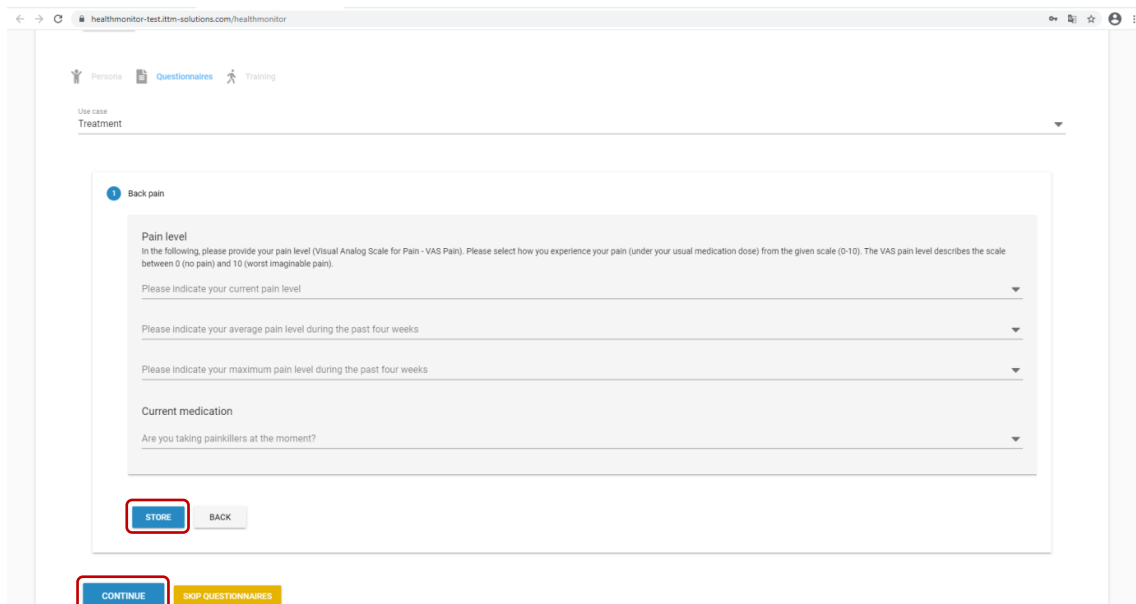 healthmonitor-test.ittm-solutions.com/healthmonitor
Persona Questionnaires Training
Use case
Treatment
1 Back pain
Pain level
In the following, please provide your pain level (Visual Analog Scale for Pain - VAS Pain). Please select how you experience your pain (under your usual medication dose) from the given scale (0-10). The VAS pain level describes the scale
between 0 (no pain) and 10 (worst imaginable pain).
Please indicate your current pain level
Please indicate your average pain level during the past four weeks
Please indicate your maximum pain level during the past four weeks
Current medication
Are you taking painkillers at the moment?
STORE BACK
CONTINUE SKIP QUESTIONNAIRES